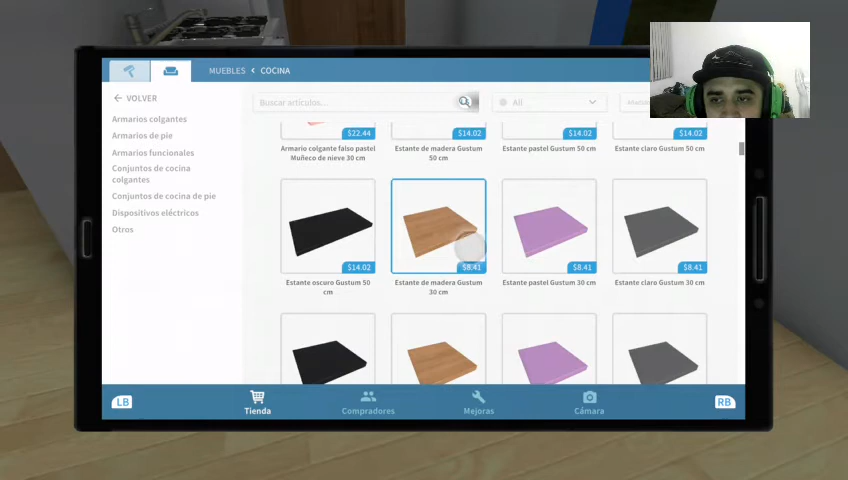 MUEBLES < COCINA
VOLVER
Buscar artículos...
All
Armarios colgantes
Armarios de pie
Armarios funcionales
Conjuntos de cocina
colgantes
Conjuntos de cocina de pie
Dispositivos eléctricos
Otros
$22.44
$14.02
$14.02
$14.02
Armario colgante falso pastel
Muñeco de nieve 30 cm
Estante de madera Gustum
50 cm
Estante pastel Gustum 50 cm
Estante claro Gustum 50 cm
$14.02
$8.41
$8.41
$8.41
Estante oscuro Gustum 50
cm
Estante de madera Gustum
30 cm
Estante pastel Gustum 30 cm
Estante claro Gustum 30 cm
LB
Tienda
Compradores
Mejoras
Cámara
RB